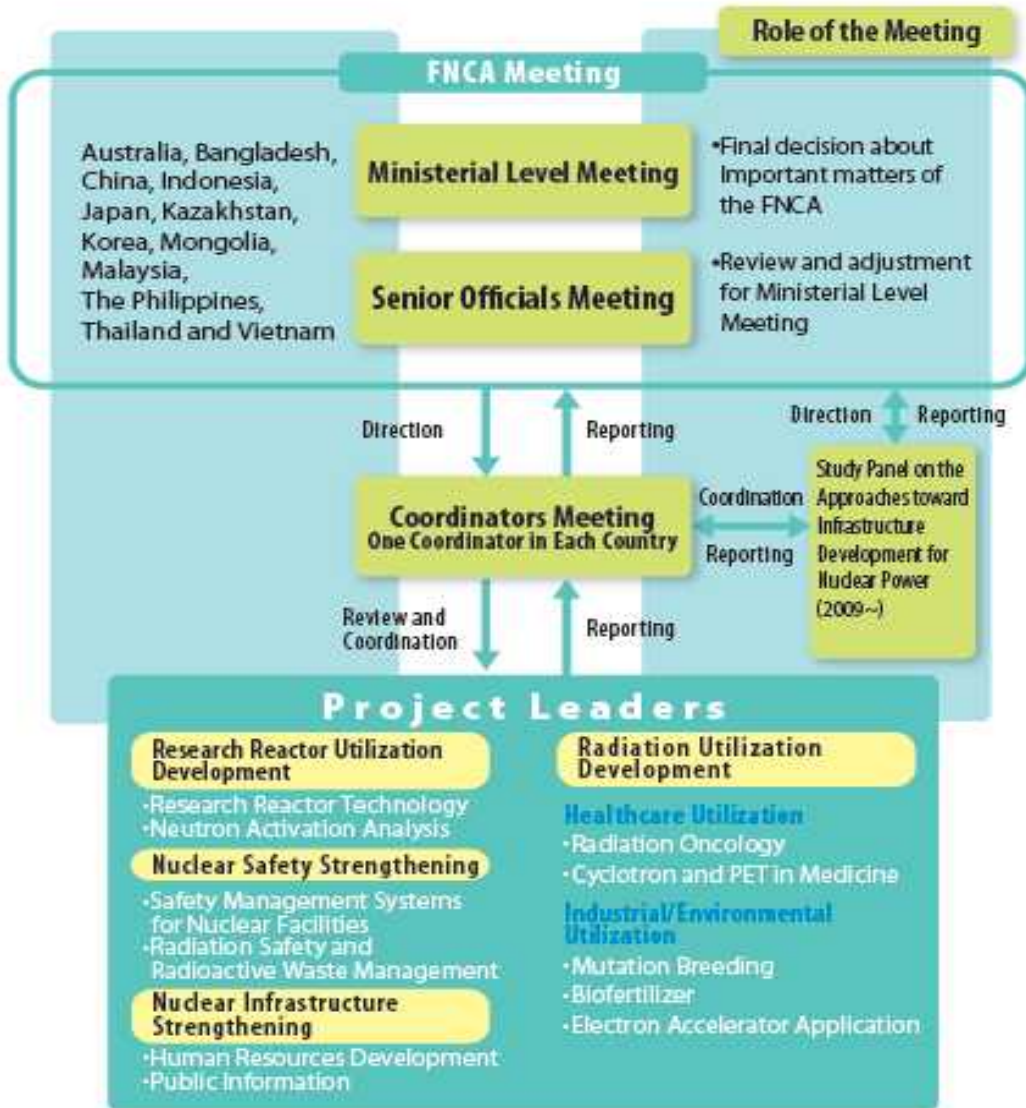 Role of the Meeting
FNCA Meeting
Australia, Bangladesh,
China, Indonesia,
Japan, Kazakhstan,
Korea, Mongolia,
Malaysia,
The Philippines,
Thailand and Vietnam
Ministerial Level Meeting
•Final decision about
Important matters of
the FNCA
Senior Officials Meeting
•Review and adjustment
for Ministerial Level
Meeting
Direction
Reporting
Direction
Reporting
Coordinators Meeting
One Coordinator in Each Country
Coordination
Reporting
Study Panel on the
Approaches toward
Infrastructure
Development for
Nuclear Power
(2009~)
Review and
Coordination
Reporting
Project Leaders
Research Reactor Utilization
Development
•Research Reactor Technology
•Neutron Activation Analysis
Nuclear Safety Strengthening
•Safety Management Systems
for Nuclear Facilities
•Radiation Safety and
Radioactive Waste Management
Nuclear Infrastructure
Strengthening
•Human Resources Development
•Public Information
Radiation Utilization
Development
Healthcare Utilization
•Radiation Oncology
•Cyclotron and PET in Medicine
Industrial/Environmental
Utilization
•Mutation Breeding
•Biofertilizer
•Electron Accelerator Application